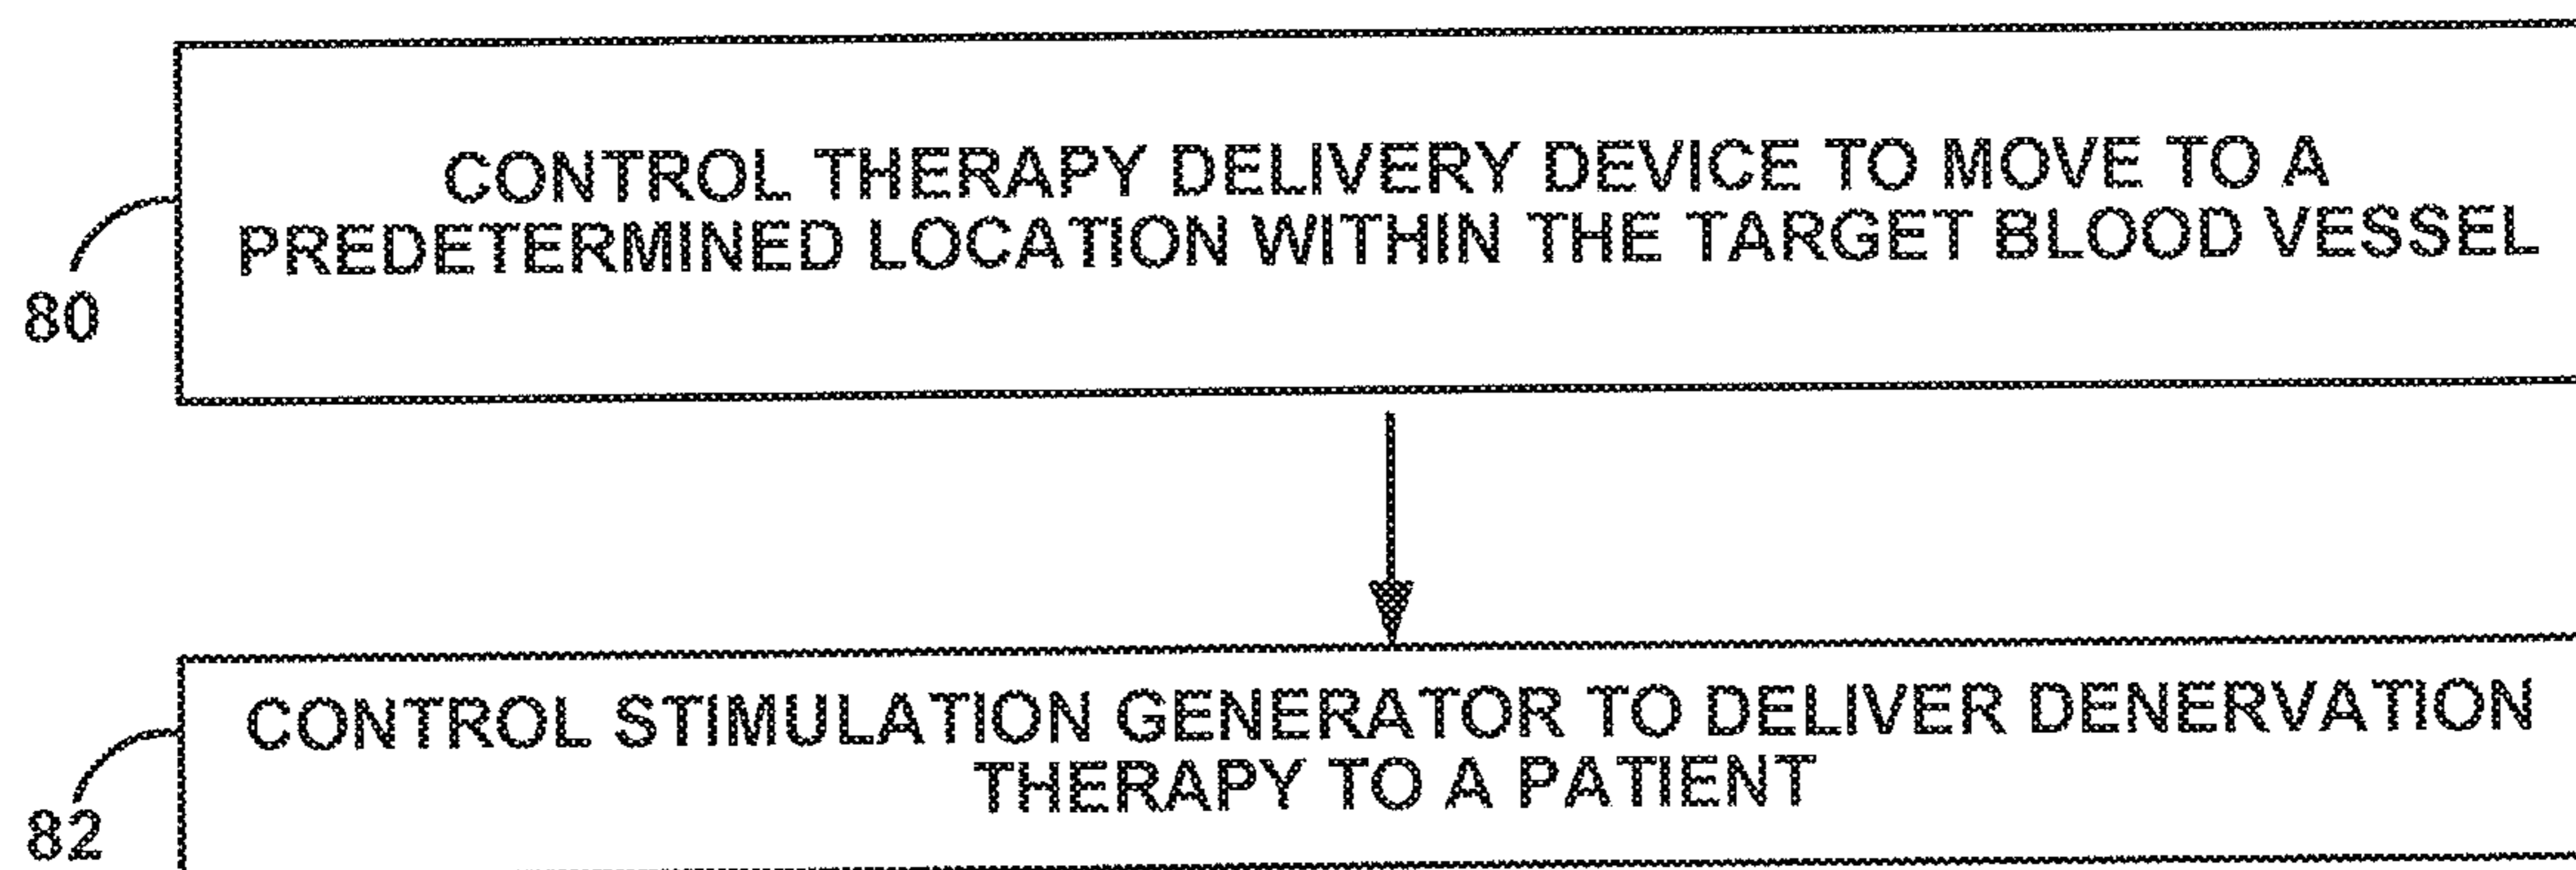 CONTROL THERAPY DELIVERY DEVICE TO MOVE TO A
PREDETERMINED LOCATION WITHIN THE TARGET BLOOD VESSEL
80
CONTROL STIMULATION GENERATOR TO DELIVER DENERVATION
THERAPY TO A PATIENT
82